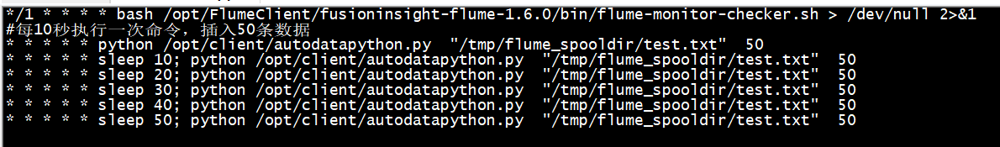 */1 * * * * bash /opt/FlumeClient/fusioninsight-flume-1.6.0/bin/flume-monitor-checker.sh > /dev/null 2>&1
#每10秒执行一次命令，插入50条数据
* * * * * python /opt/client/autodatapython.py  "/tmp/flume_spooldir/test.txt"  50
* * * * * sleep 10; python /opt/client/autodatapython.py  "/tmp/flume_spooldir/test.txt"  50
* * * * * sleep 20; python /opt/client/autodatapython.py  "/tmp/flume_spooldir/test.txt"  50
* * * * * sleep 30; python /opt/client/autodatapython.py  "/tmp/flume_spooldir/test.txt"  50
* * * * * sleep 40; python /opt/client/autodatapython.py  "/tmp/flume_spooldir/test.txt"  50
* * * * * sleep 50; python /opt/client/autodatapython.py  "/tmp/flume_spooldir/test.txt"  50